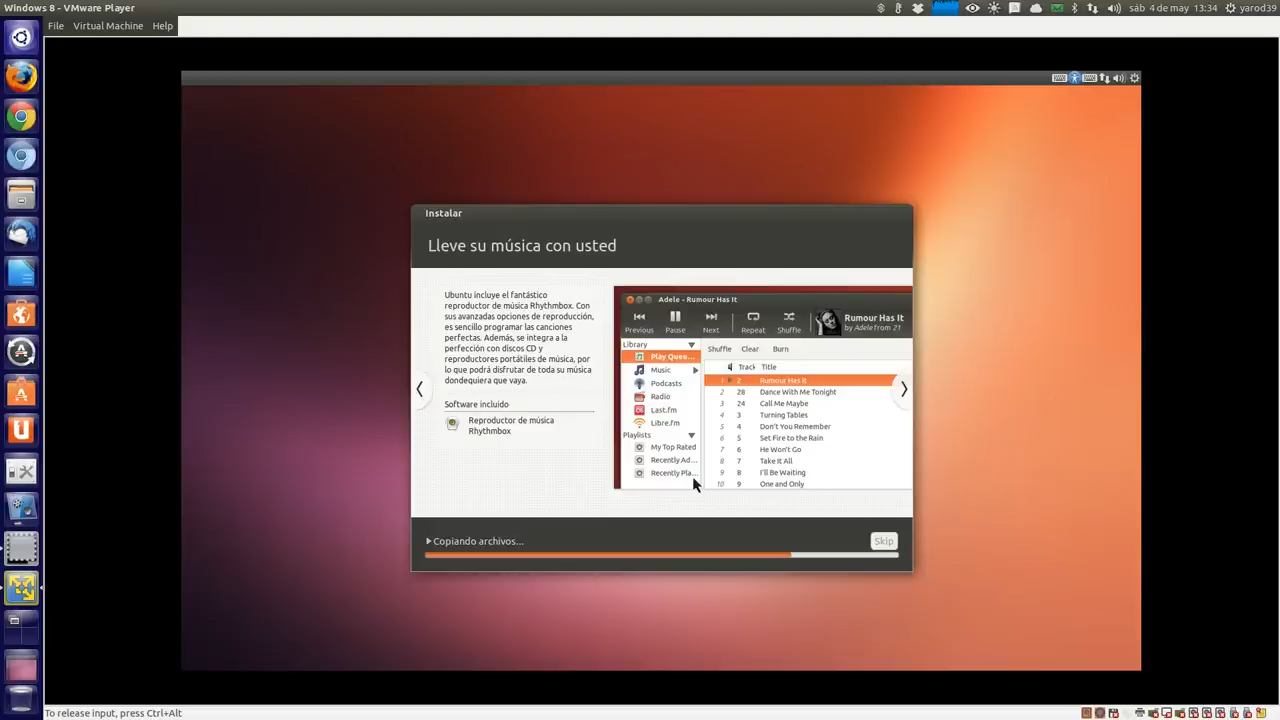 Windows 8 - VMware Player
sáb 4 de may 13:34
yarod39
File Virtual Machine Help
Instalar
Lleve su música con usted
Ubuntu incluye el fantástico
reproductor de música Rhythmbox. Con
sus avanzadas opciones de reproducción,
es sencillo programar las canciones
perfectas. Además, se integra a la
perfección con discos CD y
reproductores portátiles de música, por
lo que podrá disfrutar de toda su música
dondequiera que vaya.
Software incluido
Reproductor de música
Rhythmbox
Adele - Rumour Has It
Previous Pause Next Repeat Shuffle
Rumour Has It
by Adele from 21
Library
Play Queu...
Music
Podcasts
Radio
Last.fm
Libre.fm
Playlists
My Top Rated
Recently Ad...
Recently Pla...
Shuffle Clear Burn
Track Title
1 2 Rumour Has It
2 28 Dance With Me Tonight
3 24 Call Me Maybe
4 3 Turning Tables
5 4 Don't You Remember
6 5 Set Fire to the Rain
7 6 He Won't Go
8 7 Take It All
9 8 I'll Be Waiting
10 9 One and Only
Copiando archivos...
Skip
To release input, press Ctrl+Alt